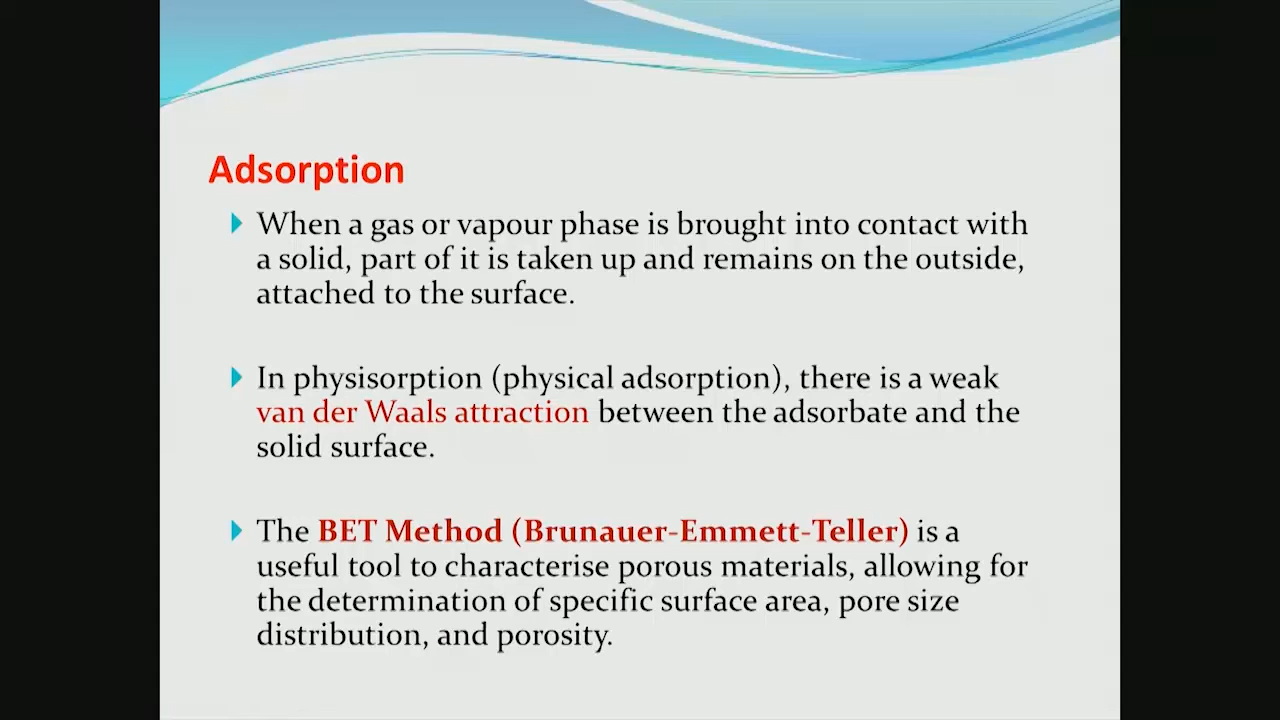 Adsorption
When a gas or vapour phase is brought into contact with
a solid, part of it is taken up and remains on the outside,
attached to the surface.
In physisorption (physical adsorption), there is a weak
van der Waals attraction between the adsorbate and the
solid surface.
The BET Method (Brunauer-Emmett-Teller) is a
useful tool to characterise porous materials, allowing for
the determination of specific surface area, pore size
distribution, and porosity.